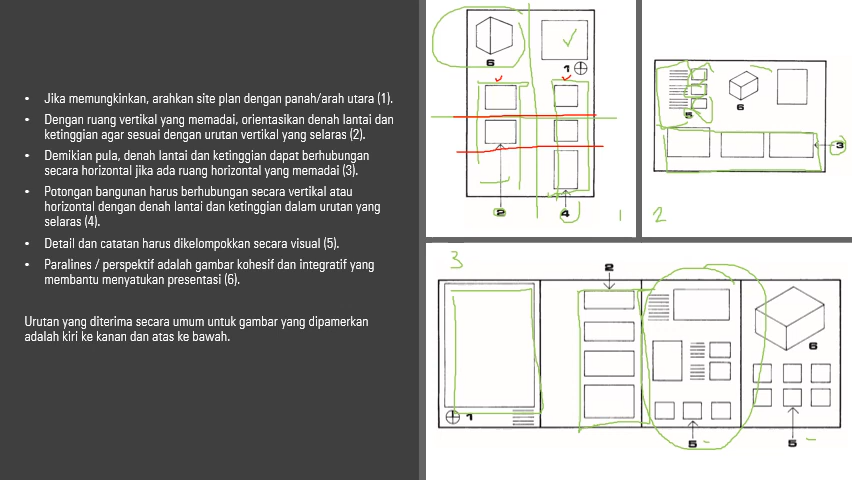 • Jika memungkinkan, arahkan site plan dengan panah/arah utara (1).
• Dengan ruang vertikal yang memadai, orientasikan denah lantai dan
ketinggian agar sesuai dengan urutan vertikal yang selaras (2).
• Demikian pula, denah lantai dan ketinggian dapat berhubungan
secara horizontal jika ada ruang horizontal yang memadai (3).
• Potongan bangunan harus berhubungan secara vertikal atau
horizontal dengan denah lantai dan ketinggian dalam urutan yang
selaras (4).
• Detail dan catatan harus dikelompokkan secara visual (5).
• Paralines / perspektif adalah gambar kohesif dan integratif yang
membantu menyatukan presentasi (6).
Urutan yang diterima secara umum untuk gambar yang dipamerkan
adalah kiri ke kanan dan atas ke bawah.
6
1
2
4
1
5
6
3
2
3
2
1
5
6
5